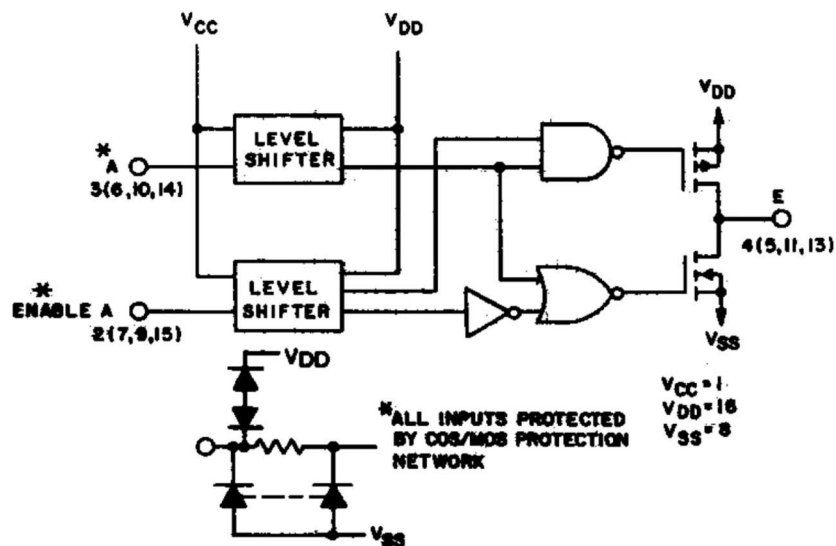 VCC
VDD
LEVEL
SHIFTER
*
A
3(6,10,14)
VDD
E
4(5,11,13)
LEVEL
SHIFTER
*
ENABLE A
2(7,9,15)
VSS
VDD
VCC = 1
VDD = 16
VSS = 8
*ALL INPUTS PROTECTED
BY COS/MOS PROTECTION
NETWORK
VSS